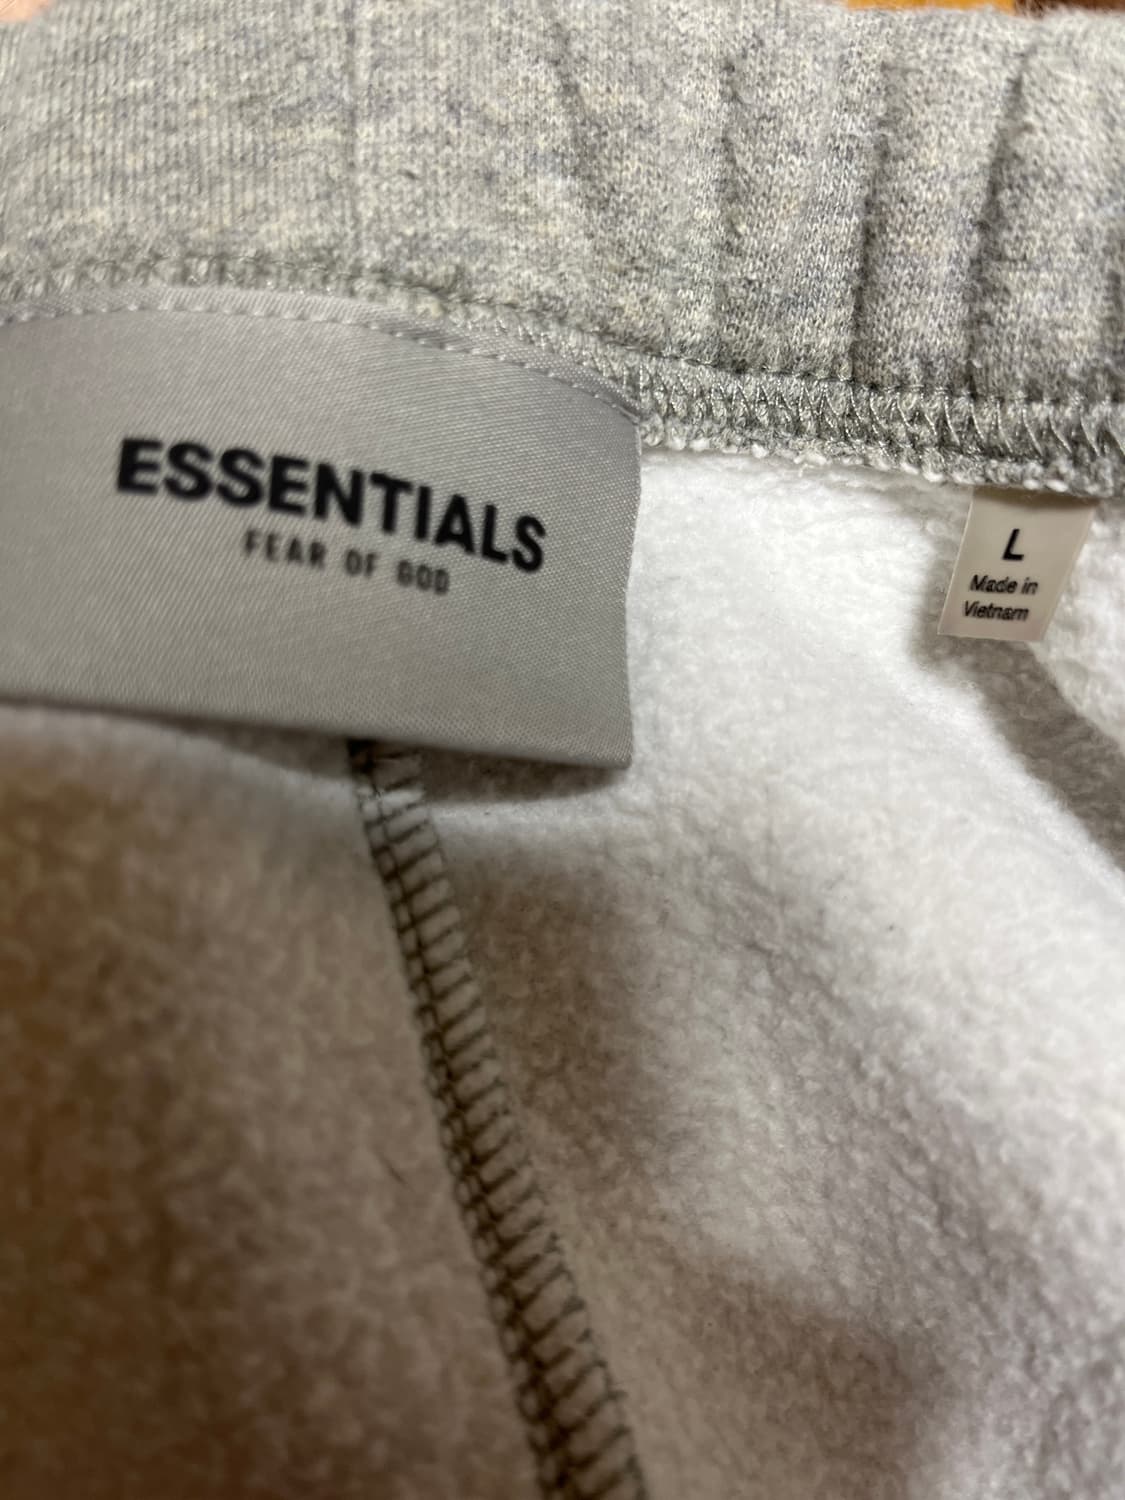 ESSENTIALS
FEAR OF GOD
L
Made in
Vietnam